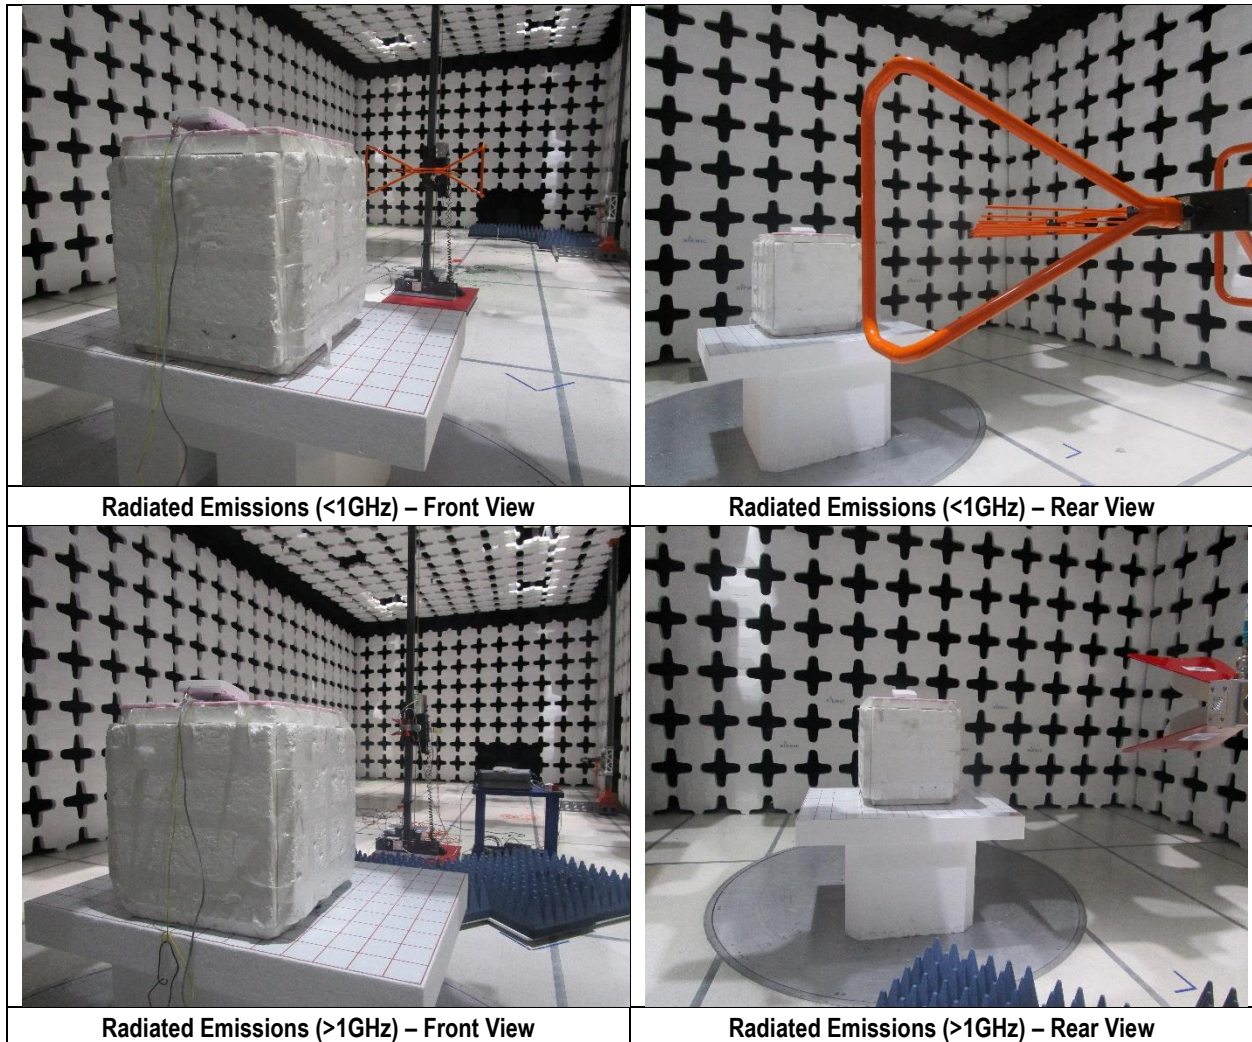 Radiated Emissions (<1GHz) – Front View
Radiated Emissions (<1GHz) – Rear View
Radiated Emissions (>1GHz) – Front View
Radiated Emissions (>1GHz) – Rear View